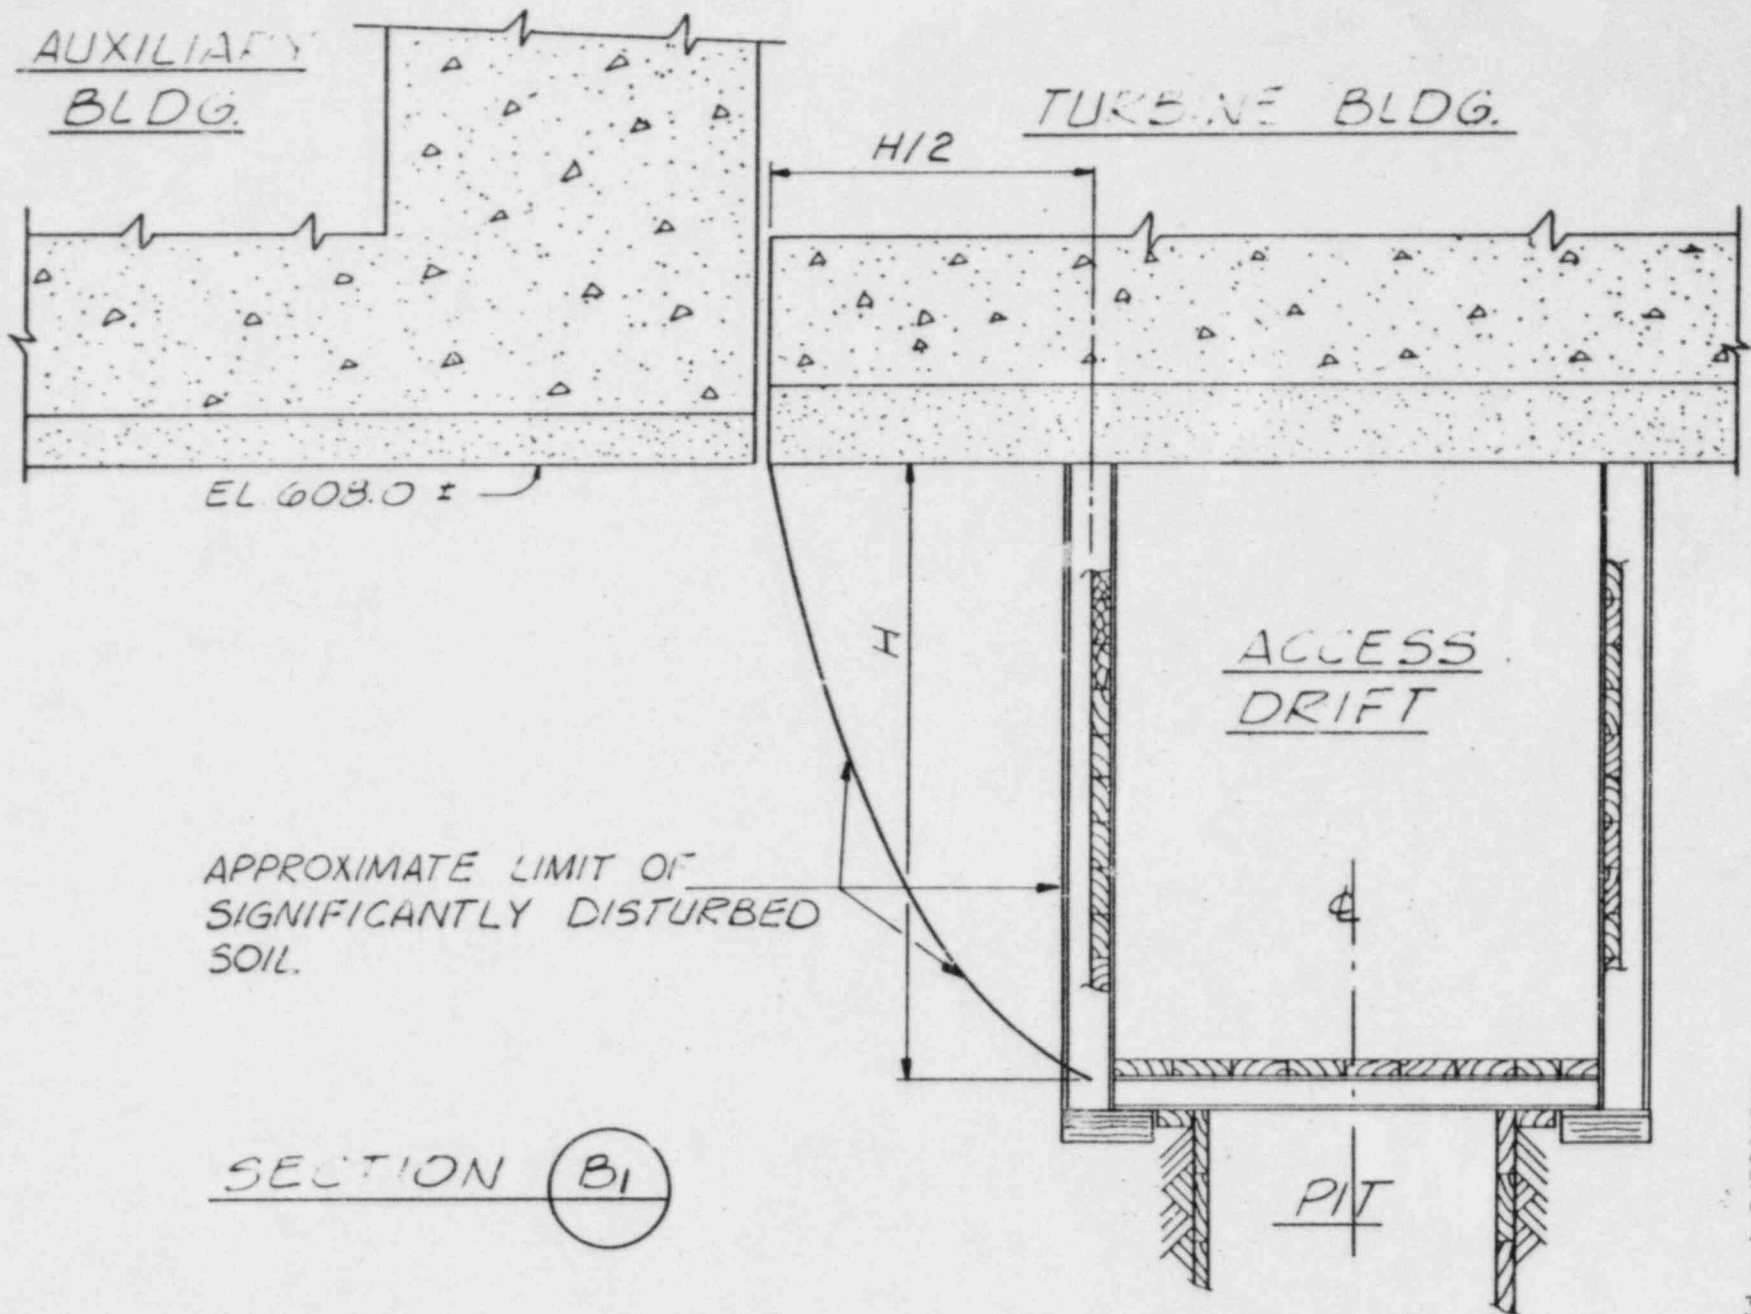 AUXILIARY
BLDG.
TURBINE BLDG.
H/2
EL 608.0 ±
H
ACCESS
DRIFT
APPROXIMATE LIMIT OF
SIGNIFICANTLY DISTURBED
SOIL.
℄
SECTION B1
PIT